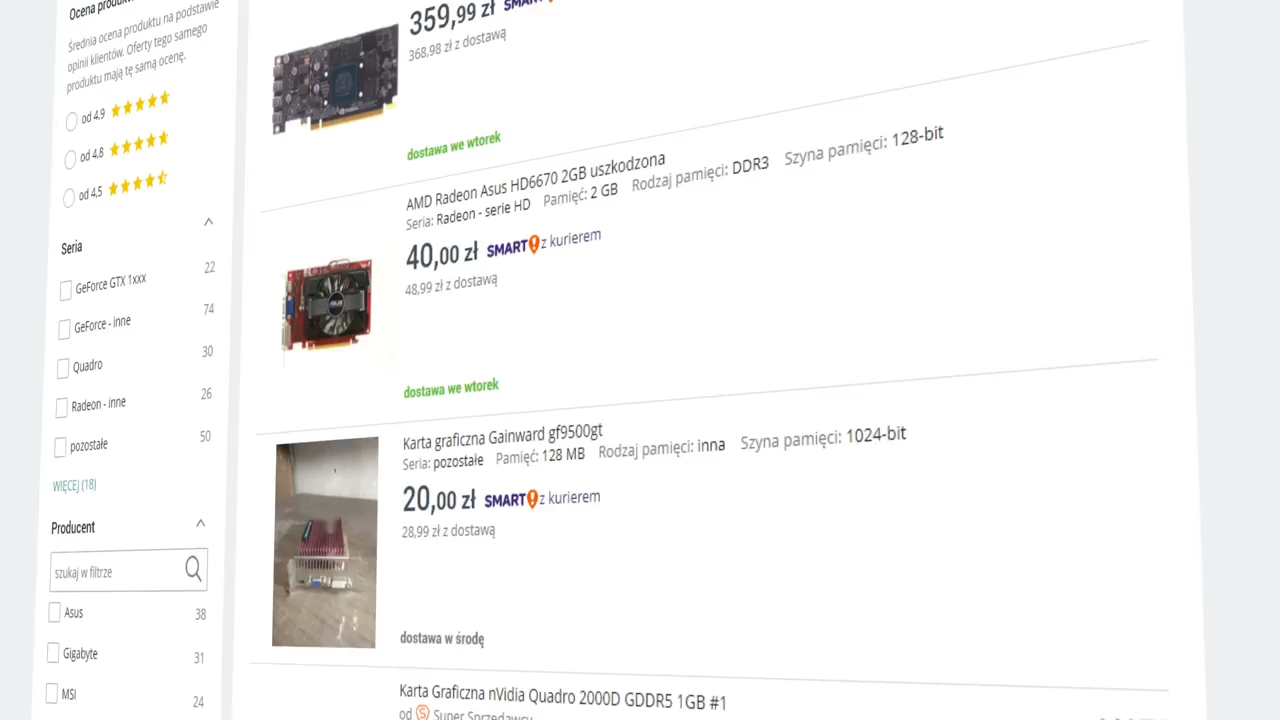 Ocena produktu
Średnia ocena produktu na podstawie
opinii klientów. Oferty tego samego
produktu mają tę samą ocenę.
od 4,9
od 4,8
od 4,5
Seria
GeForce GTX 1xxx 22
GeForce - inne 74
Quadro 30
Radeon - inne 26
pozostałe 50
WIĘCEJ (18)
Producent
szukaj w filtrze
Asus 38
Gigabyte 31
MSI 24
359,99 zł SMART
368,98 zł z dostawą
dostawa we wtorek
AMD Radeon Asus HD6670 2GB uszkodzona
Seria: Radeon - serie HD Pamięć: 2 GB Rodzaj pamięci: DDR3 Szyna pamięci: 128-bit
40,00 zł SMART! z kurierem
48,99 zł z dostawą
dostawa we wtorek
Karta graficzna Gainward gf9500gt
Seria: pozostałe Pamięć: 128 MB Rodzaj pamięci: inna Szyna pamięci: 1024-bit
20,00 zł SMART! z kurierem
28,99 zł z dostawą
dostawa w środę
Karta Graficzna nVidia Quadro 2000D GDDR5 1GB #1
od S Super Sprzedawcy